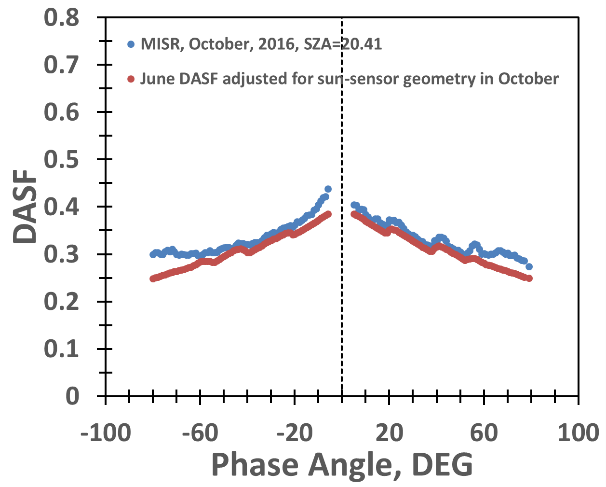 0.8
MISR, October, 2016, SZA=20.41
0.7
June DASF adjusted for sun-sensor geometry in October
0.6
0.5
DASF
0.4
0.3
0.2
0.1
0
-100 -60 -20 20 60 100
Phase Angle, DEG